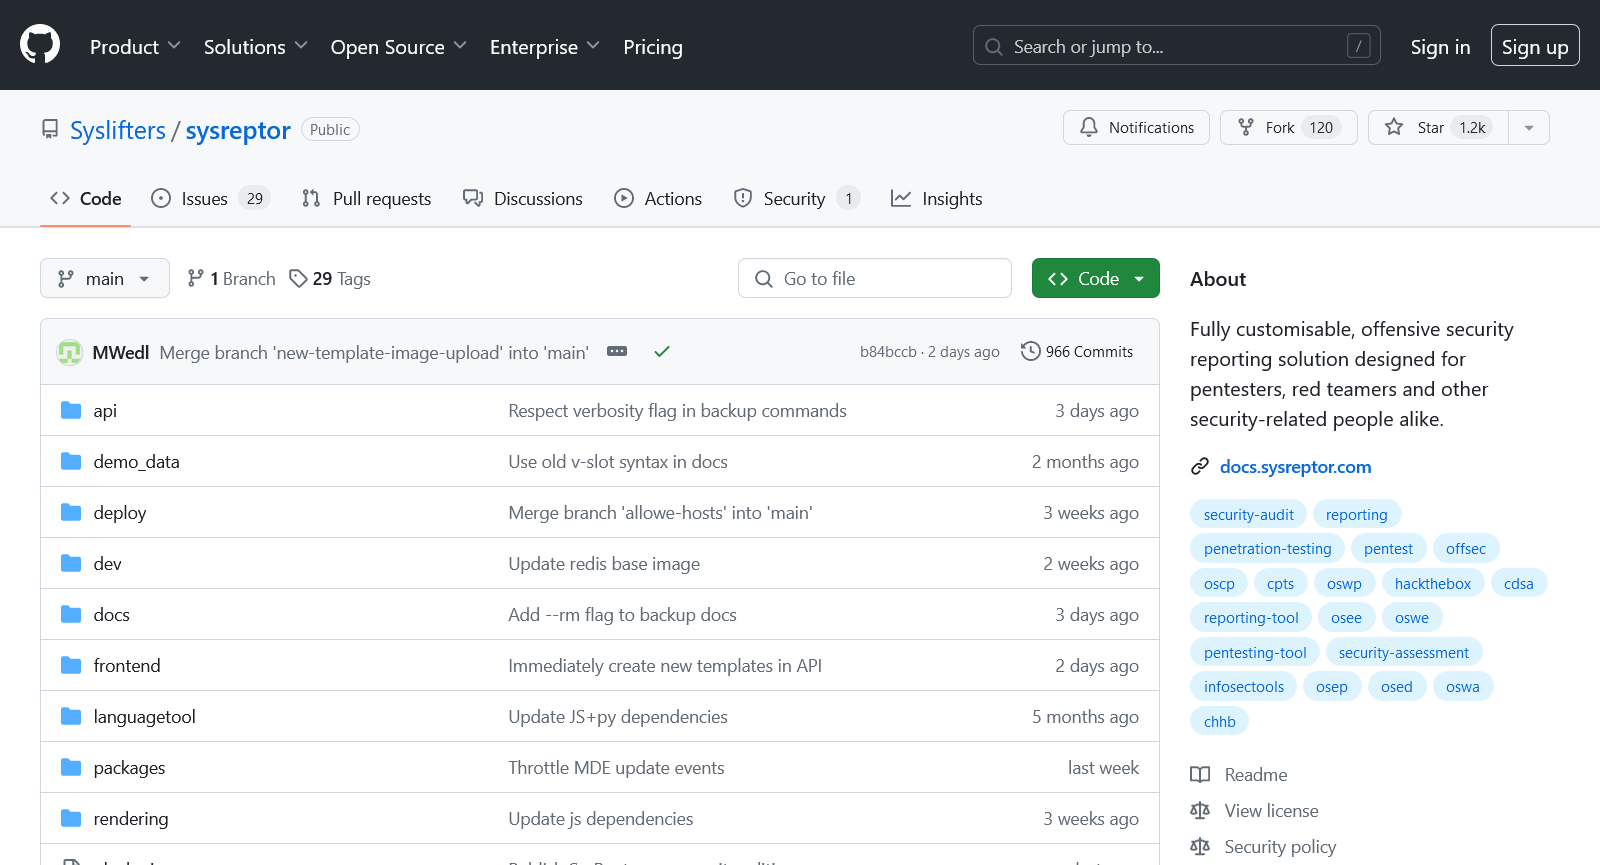 Product Solutions Open Source Enterprise Pricing Search or jump to... / Sign in Sign up
Syslifters / sysreptor Public Notifications Fork 120 Star 1.2k
Code Issues 29 Pull requests Discussions Actions Security 1 Insights
main 1 Branch 29 Tags Go to file Code
MWedl Merge branch 'new-template-image-upload' into 'main' b84bccb · 2 days ago 966 Commits
api Respect verbosity flag in backup commands 3 days ago
demo_data Use old v-slot syntax in docs 2 months ago
deploy Merge branch 'allowe-hosts' into 'main' 3 weeks ago
dev Update redis base image 2 weeks ago
docs Add --rm flag to backup docs 3 days ago
frontend Immediately create new templates in API 2 days ago
languagetool Update JS+py dependencies 5 months ago
packages Throttle MDE update events last week
rendering Update js dependencies 3 weeks ago
About
Fully customisable, offensive security
reporting solution designed for
pentesters, red teamers and other
security-related people alike.
docs.sysreptor.com
security-audit reporting
penetration-testing pentest offsec
oscp cpts oswp hackthebox cdsa
reporting-tool osee oswe
pentesting-tool security-assessment
infosectools osep osed oswa
chhb
Readme
View license
Security policy